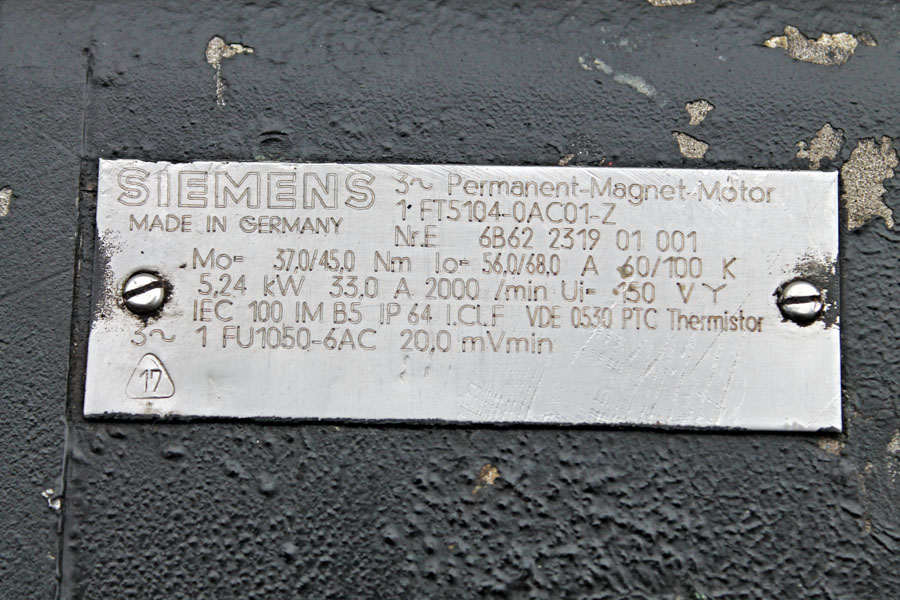 SIEMENS 3~ Permanent-Magnet-Motor
MADE IN GERMANY 1 FT5104-0AC01-Z
Nr.E 6B62 2319 01 001
Mo= 37,0/45,0 Nm Io= 56,0/68,0 A 60/100 K
5,24 kW 33,0 A 2000 /min Ui= 150 V Y
IEC 100 IM B5 IP 64 I.Cl.F VDE 0530 PTC Thermistor
3~ 1 FU1050-6AC 20,0 mVmin
17